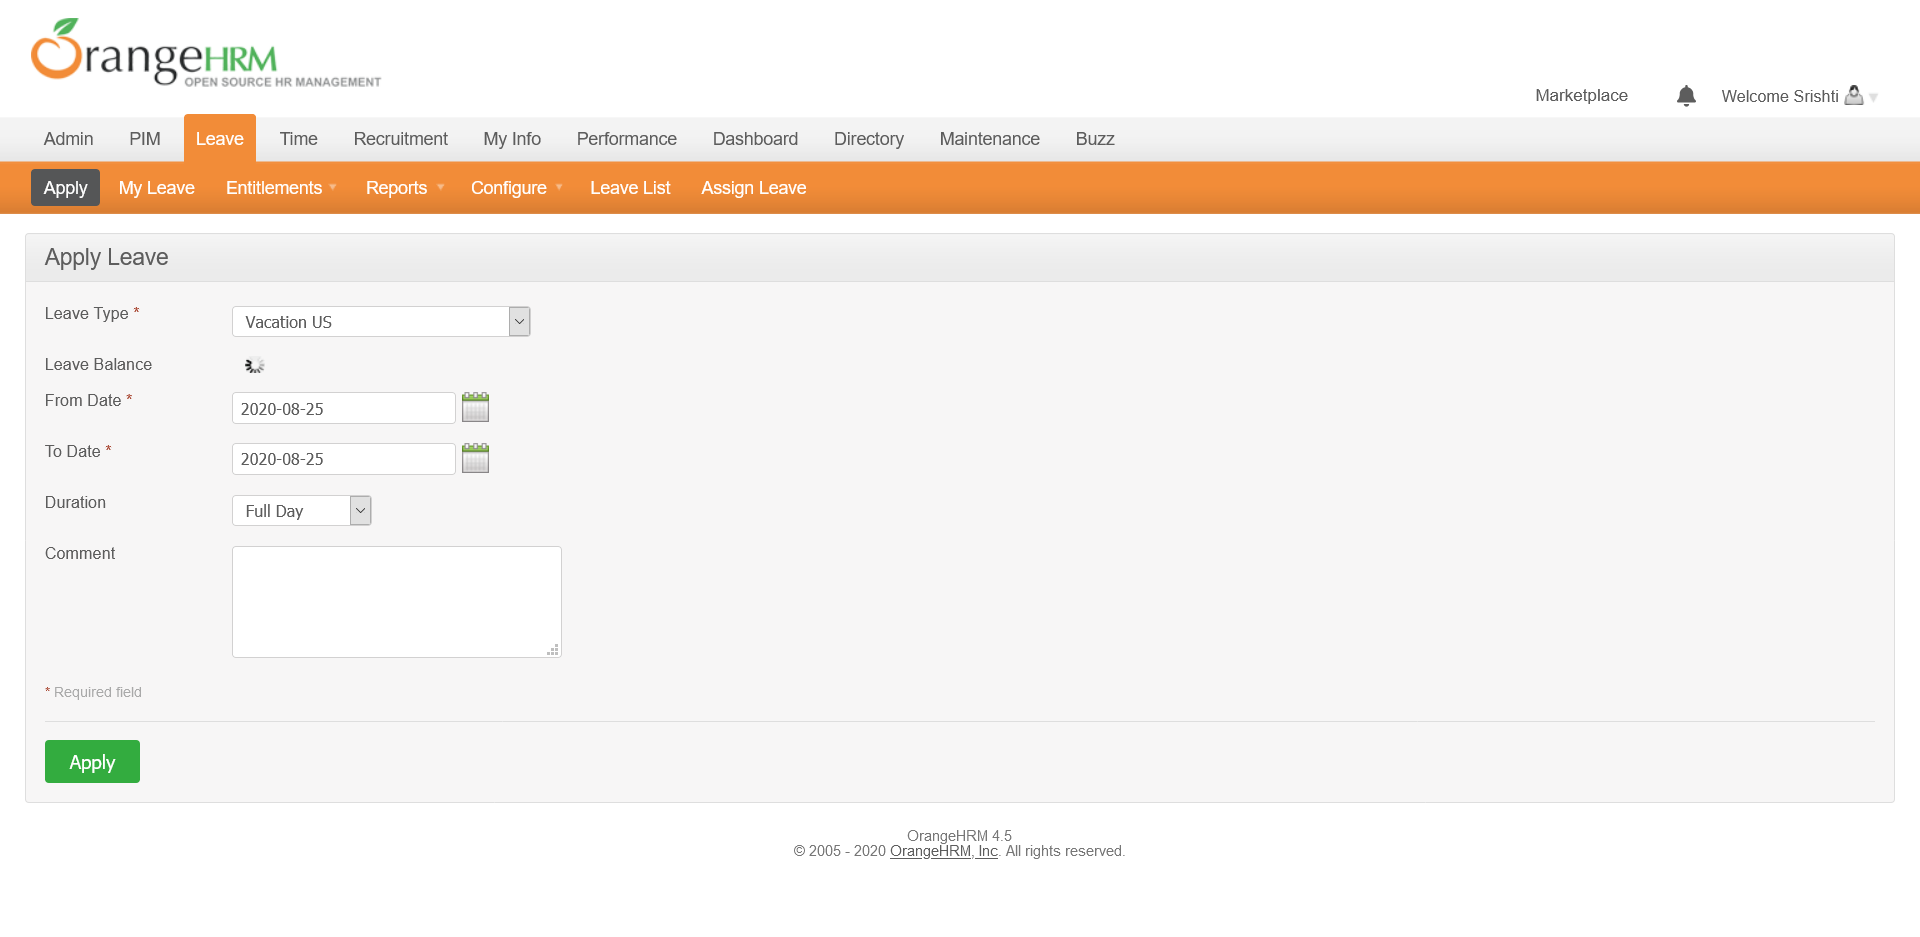 OrangeHRM
OPEN SOURCE HR MANAGEMENT
Marketplace Welcome Srishti
Admin PIM Leave Time Recruitment My Info Performance Dashboard Directory Maintenance Buzz
Apply My Leave Entitlements Reports Configure Leave List Assign Leave
Apply Leave
Leave Type * Vacation US
Leave Balance
From Date * 2020-08-25
To Date * 2020-08-25
Duration Full Day
Comment
* Required field
Apply
OrangeHRM 4.5
© 2005 - 2020 OrangeHRM, Inc. All rights reserved.